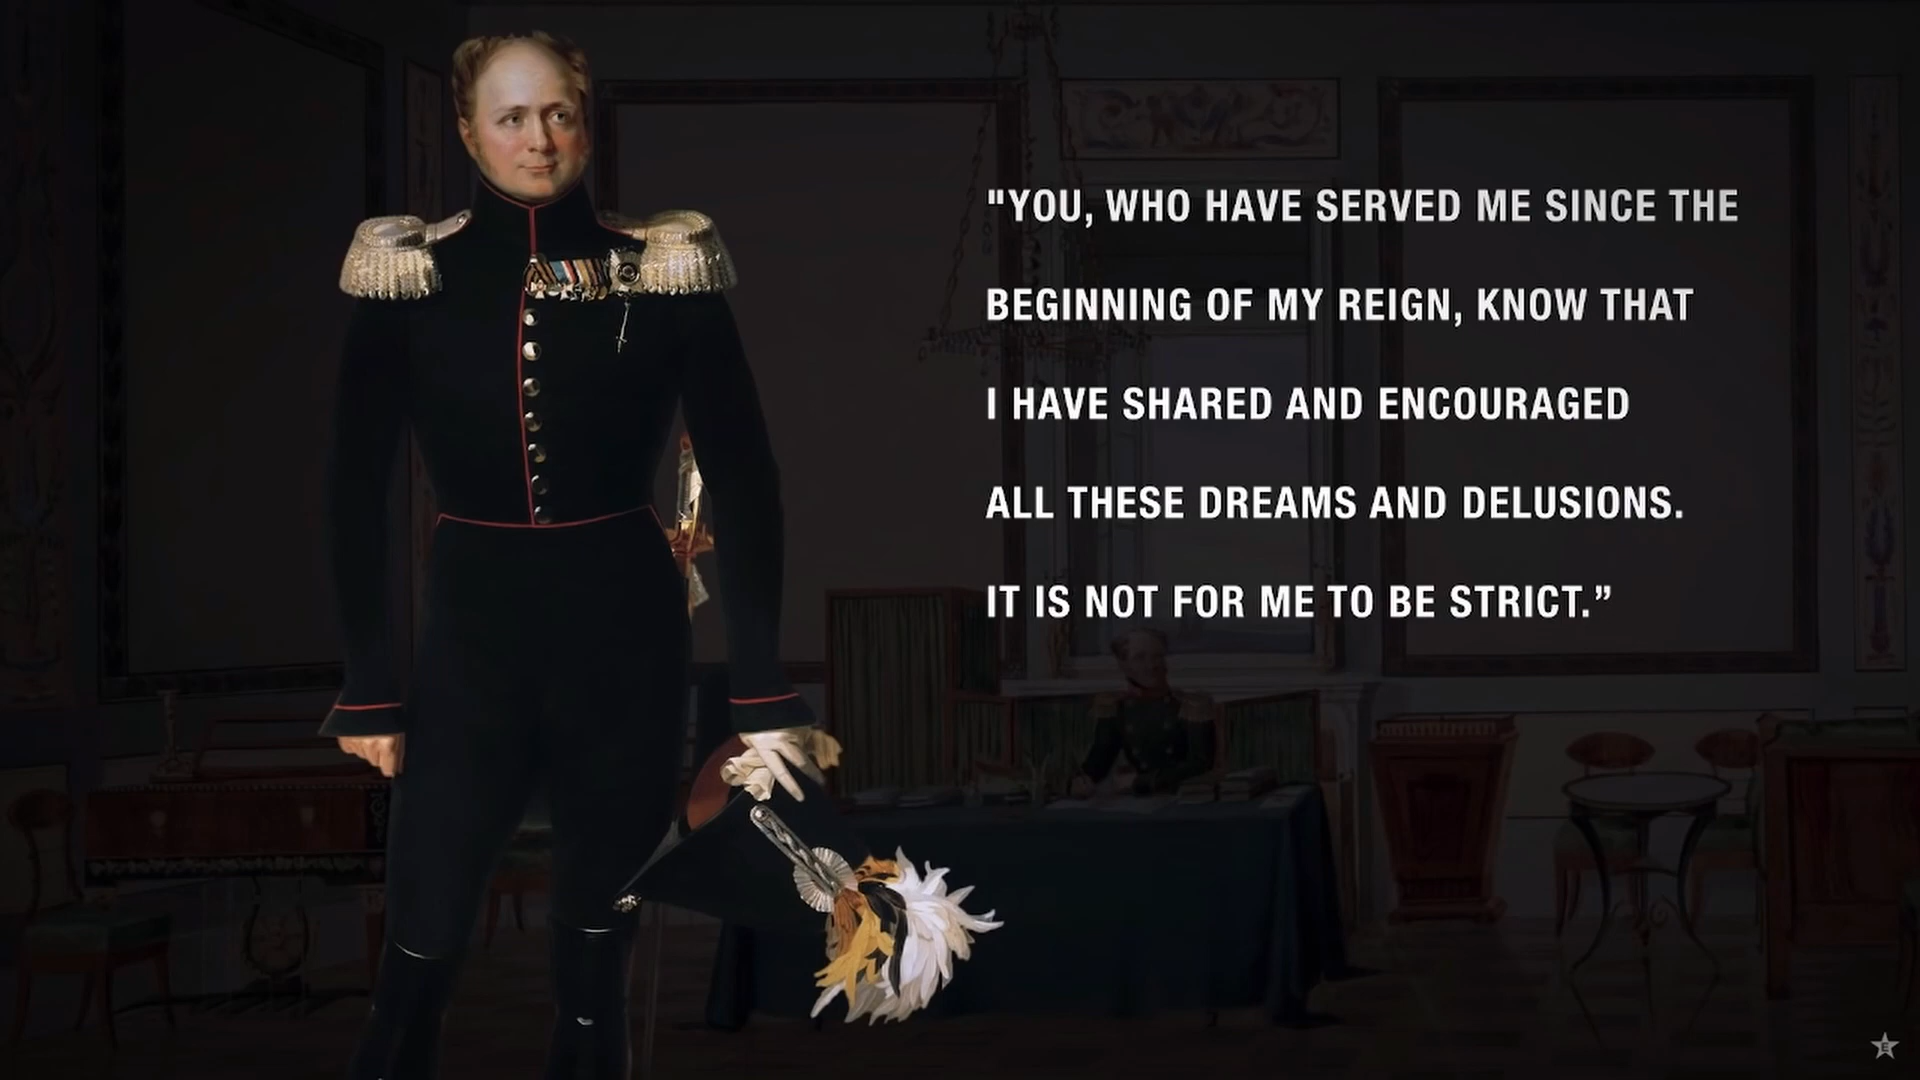 "YOU, WHO HAVE SERVED ME SINCE THE
BEGINNING OF MY REIGN, KNOW THAT
I HAVE SHARED AND ENCOURAGED
ALL THESE DREAMS AND DELUSIONS.
IT IS NOT FOR ME TO BE STRICT.”
E